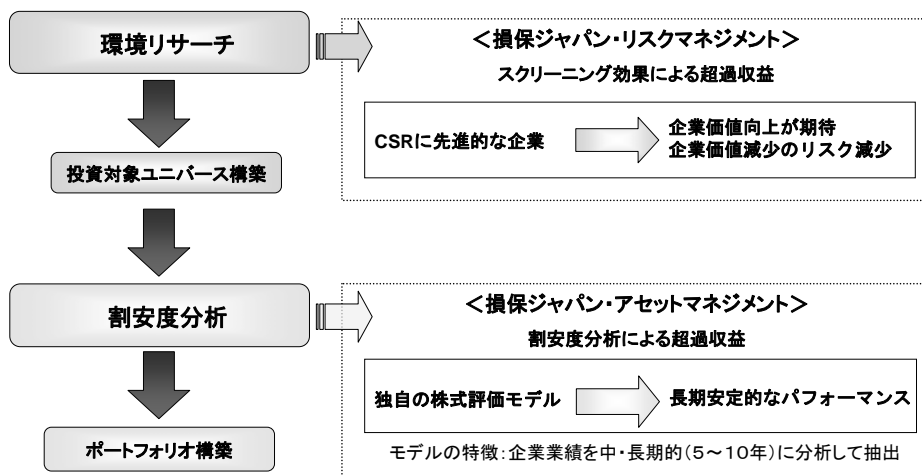 環境リサーチ
投資対象ユニバース構築
割安度分析
ポートフォリオ構築
<損保ジャパン・リスクマネジメント>
スクリーニング効果による超過収益
CSRに先進的な企業
企業価値向上が期待
企業価値減少のリスク減少
<損保ジャパン・アセットマネジメント>
割安度分析による超過収益
独自の株式評価モデル
長期安定的なパフォーマンス
モデルの特徴:企業業績を中・長期的(5～10年)に分析して抽出